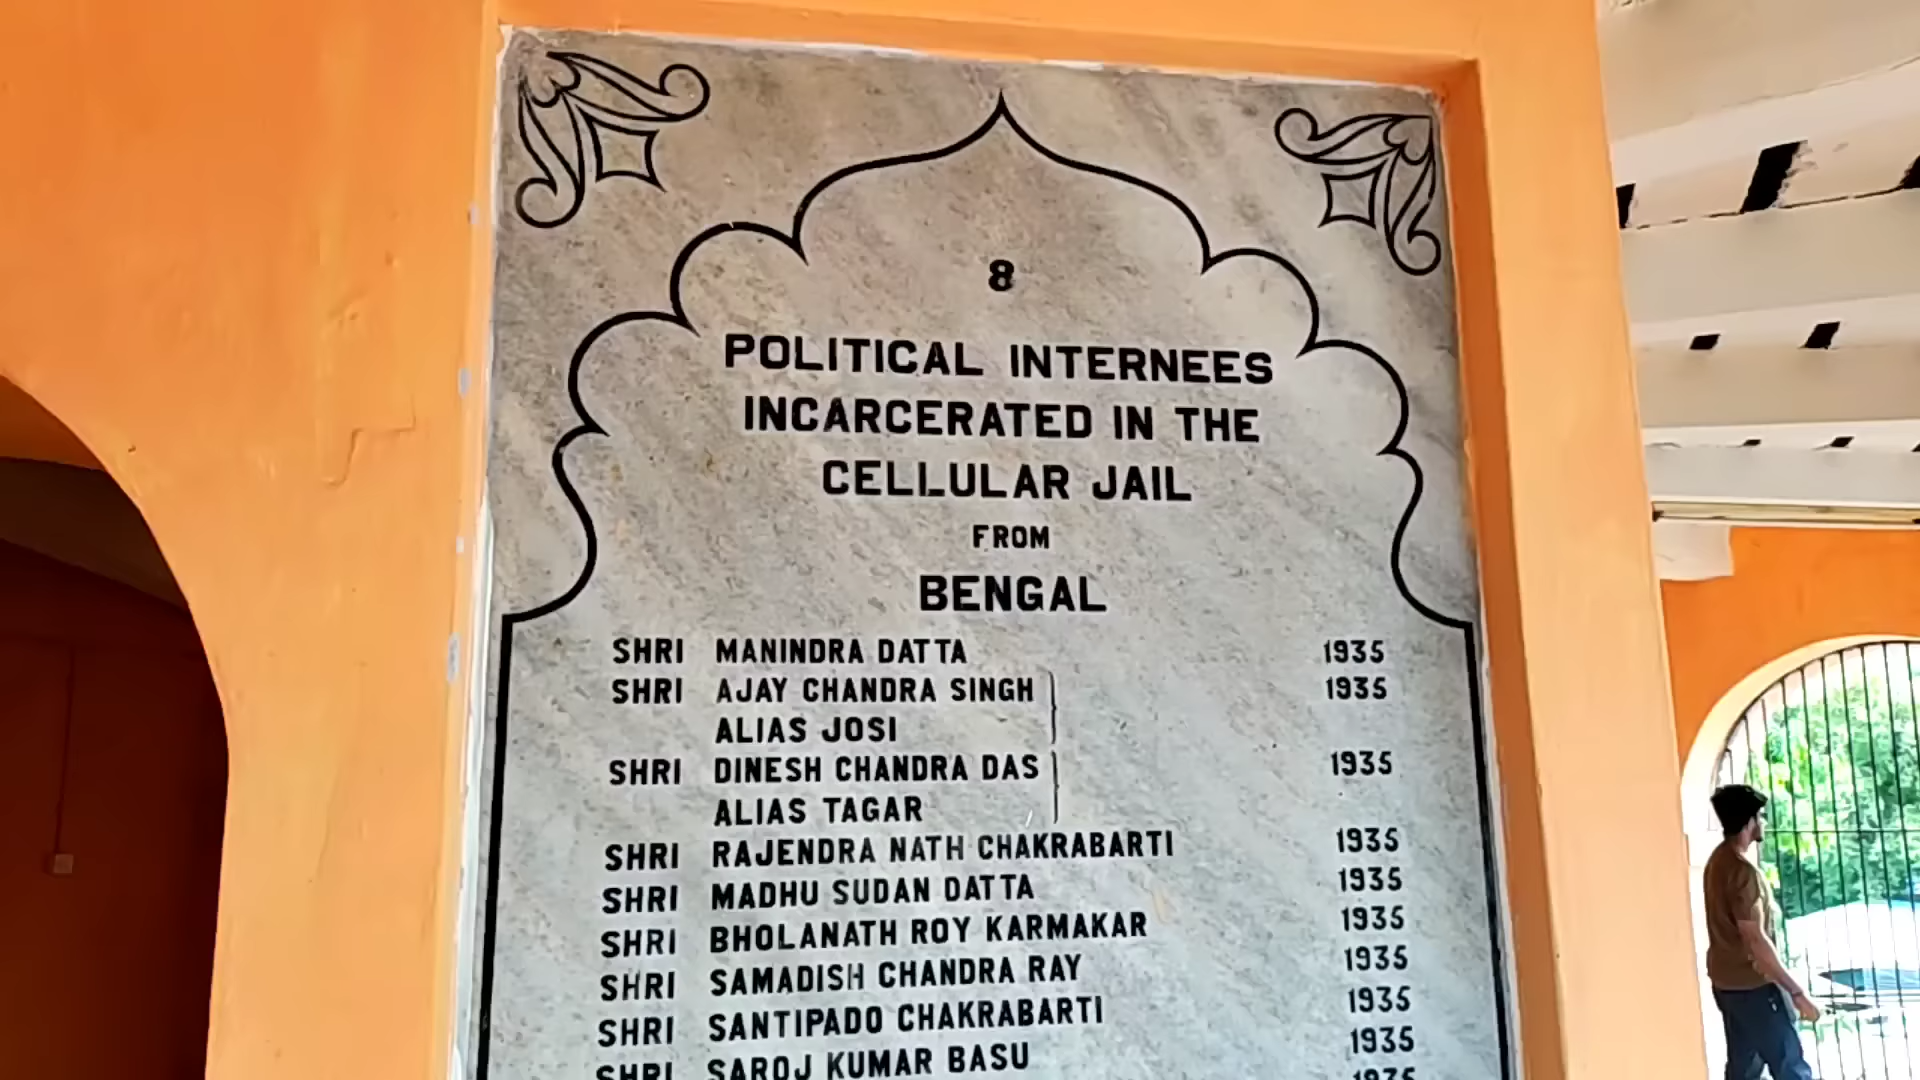 8
POLITICAL INTERNEES
INCARCERATED IN THE
CELLULAR JAIL
FROM
BENGAL
SHRI MANINDRA DATTA 1935
SHRI AJAY CHANDRA SINGH 1935
ALIAS JOSI
SHRI DINESH CHANDRA DAS 1935
ALIAS TAGAR
SHRI RAJENDRA NATH CHAKRABARTI 1935
SHRI MADHU SUDAN DATTA 1935
SHRI BHOLANATH ROY KARMAKAR 1935
SHRI SAMADISH CHANDRA RAY 1935
SHRI SANTIPADO CHAKRABARTI 1935
SHRI SAROJ KUMAR BASU 1935
1935